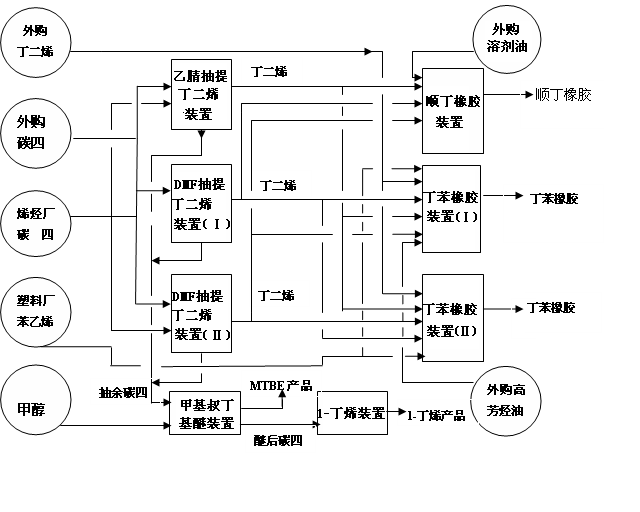 外购
丁二烯
外购
溶剂油
乙腈抽提
丁二烯
装置
丁二烯
顺丁橡胶
装置
顺丁橡胶
外购
碳四
DMF抽提
丁二烯
装置(Ⅰ)
丁二烯
丁苯橡胶
装置(Ⅰ)
丁苯橡胶
烯烃厂
碳 四
塑料厂
苯乙烯
DMF抽提
丁二烯
装置(Ⅱ)
丁二烯
丁苯橡胶
装置(Ⅱ)
丁苯橡胶
甲醇
抽余碳四
甲基叔丁
基醚装置
MTBE产品
醚后碳四
1-丁烯装置
1-丁烯产品
外购高
芳烃油